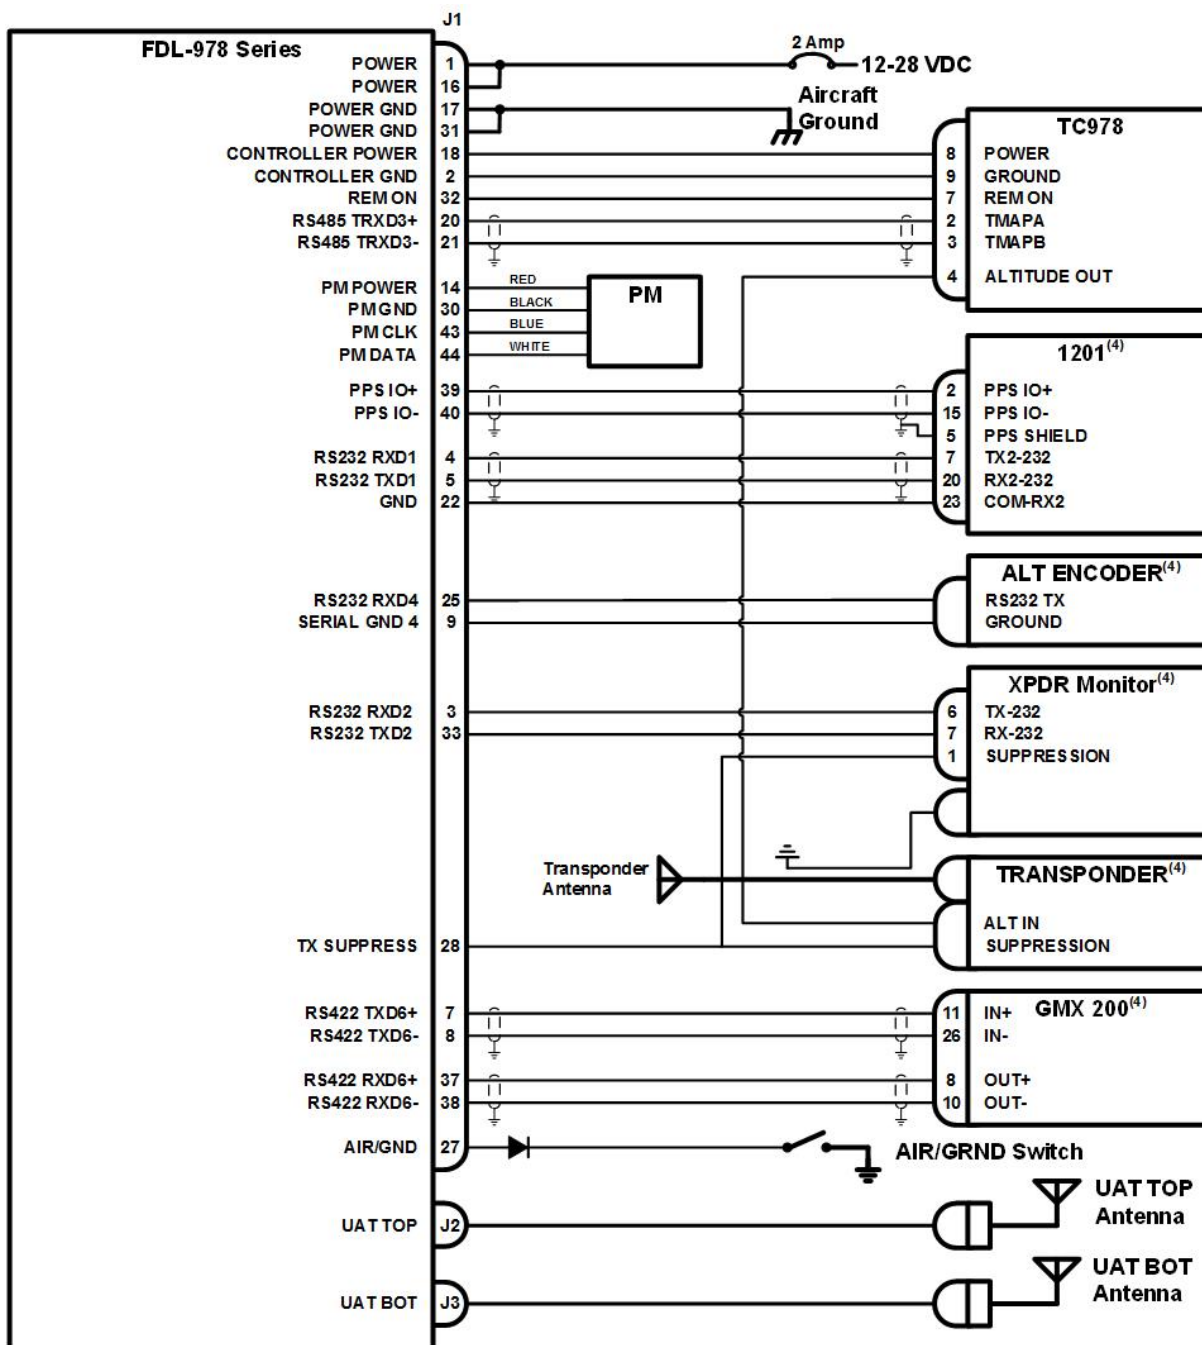 J1
FDL-978 Series
2 Amp
POWER 1 12-28 VDC
POWER 16
Aircraft
Ground
POWER GND 17
POWER GND 31
TC978
CONTROLLER POWER 18 8 POWER
CONTROLLER GND 2 9 GROUND
REM ON 32 7 REM ON
RS485 TRXD3+ 20 2 TMAPA
RS485 TRXD3- 21 3 TMAPB
4 ALTITUDE OUT
PM POWER 14 RED PM
PM GND 30 BLACK
PM CLK 43 BLUE
PM DATA 44 WHITE
1201(4)
PPS IO+ 39 2 PPS IO+
PPS IO- 40 15 PPS IO-
5 PPS SHIELD
RS232 RXD1 4 7 TX2-232
RS232 TXD1 5 20 RX2-232
GND 22 23 COM-RX2
ALT ENCODER(4)
RS232 RXD4 25 RS232 TX
SERIAL GND 4 9 GROUND
XPDR Monitor(4)
RS232 RXD2 3 6 TX-232
RS232 TXD2 33 7 RX-232
1 SUPPRESSION
Transponder
Antenna
TRANSPONDER(4)
ALT IN
TX SUPPRESS 28 SUPPRESSION
GMX 200(4)
RS422 TXD6+ 7 11 IN+
RS422 TXD6- 8 26 IN-
RS422 RXD6+ 37 8 OUT+
RS422 RXD6- 38 10 OUT-
AIR/GND 27 AIR/GRND Switch
UAT TOP J2 UAT TOP
Antenna
UAT BOT J3 UAT BOT
Antenna